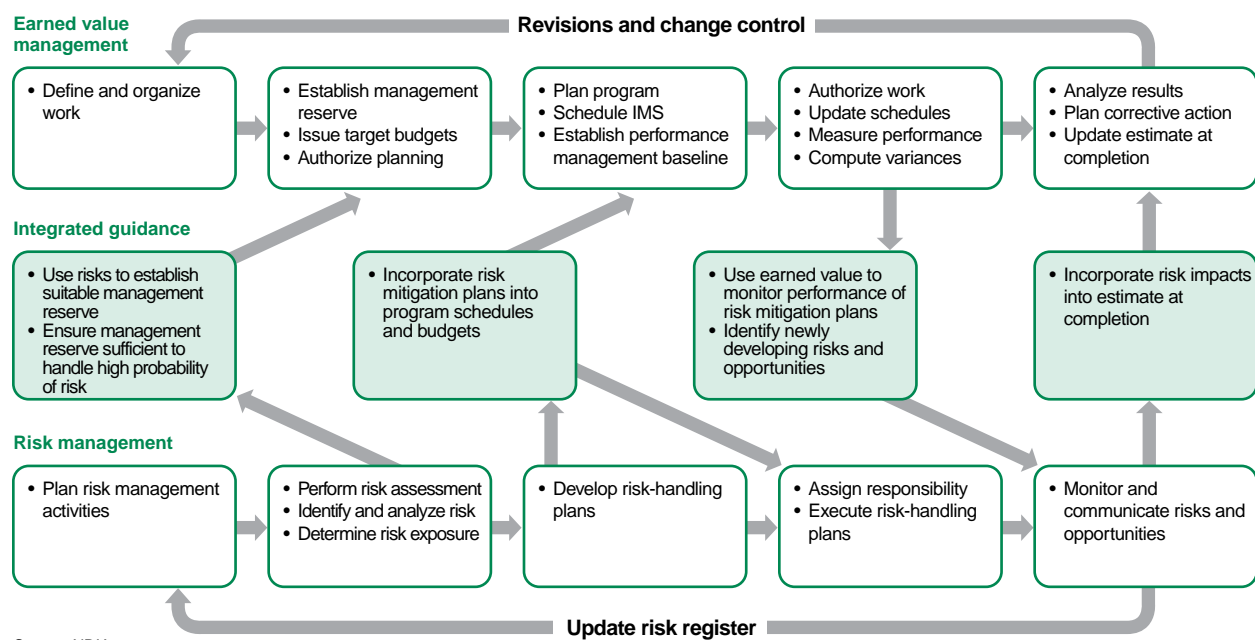 Earned value
management
Revisions and change control
• Define and organize
work
• Establish management
reserve
• Issue target budgets
• Authorize planning
• Plan program
• Schedule IMS
• Establish performance
management baseline
• Authorize work
• Update schedules
• Measure performance
• Compute variances
• Analyze results
• Plan corrective action
• Update estimate at
completion
Integrated guidance
• Use risks to establish
suitable management
reserve
• Ensure management
reserve sufficient to
handle high probability
of risk
• Incorporate risk
mitigation plans into
program schedules
and budgets
• Use earned value to
monitor performance of
risk mitigation plans
• Identify newly
developing risks and
opportunities
• Incorporate risk impacts
into estimate at
completion
Risk management
• Plan risk management
activities
• Perform risk assessment
• Identify and analyze risk
• Determine risk exposure
• Develop risk-handling
plans
• Assign responsibility
• Execute risk-handling
plans
• Monitor and
communicate risks and
opportunities
Update risk register